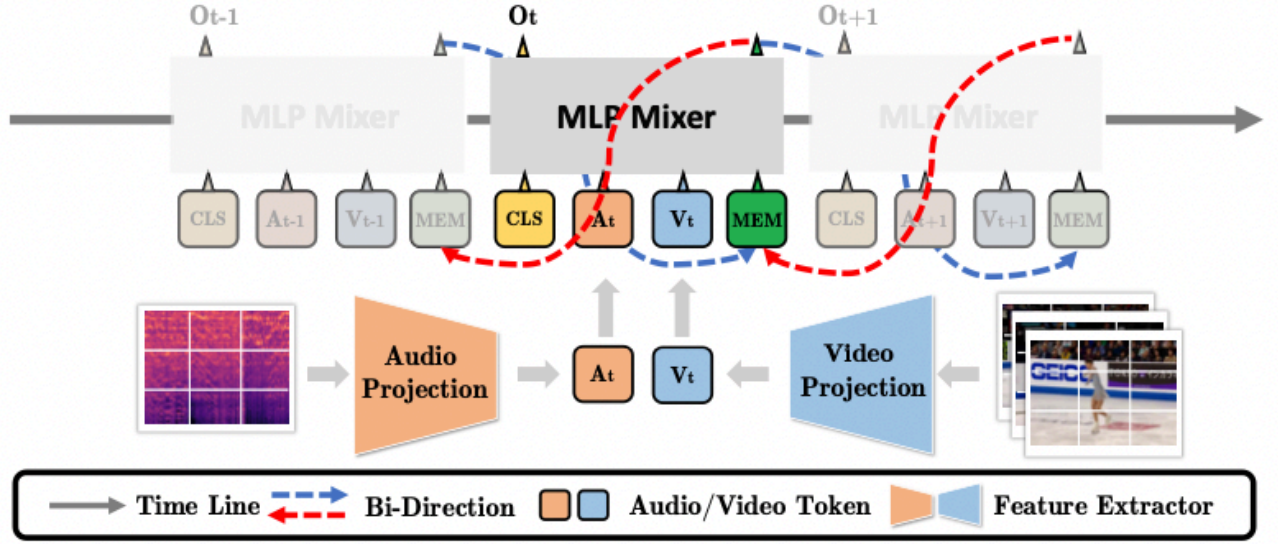 Ot-1 Ot Ot+1
MLP Mixer MLP Mixer MLP Mixer
CLS At-1 Vt-1 MEM CLS At Vt MEM CLS At+1 Vt+1 MEM
Audio
Projection
At Vt
Video
Projection
GEICO
Time Line Bi-Direction Audio/Video Token Feature Extractor